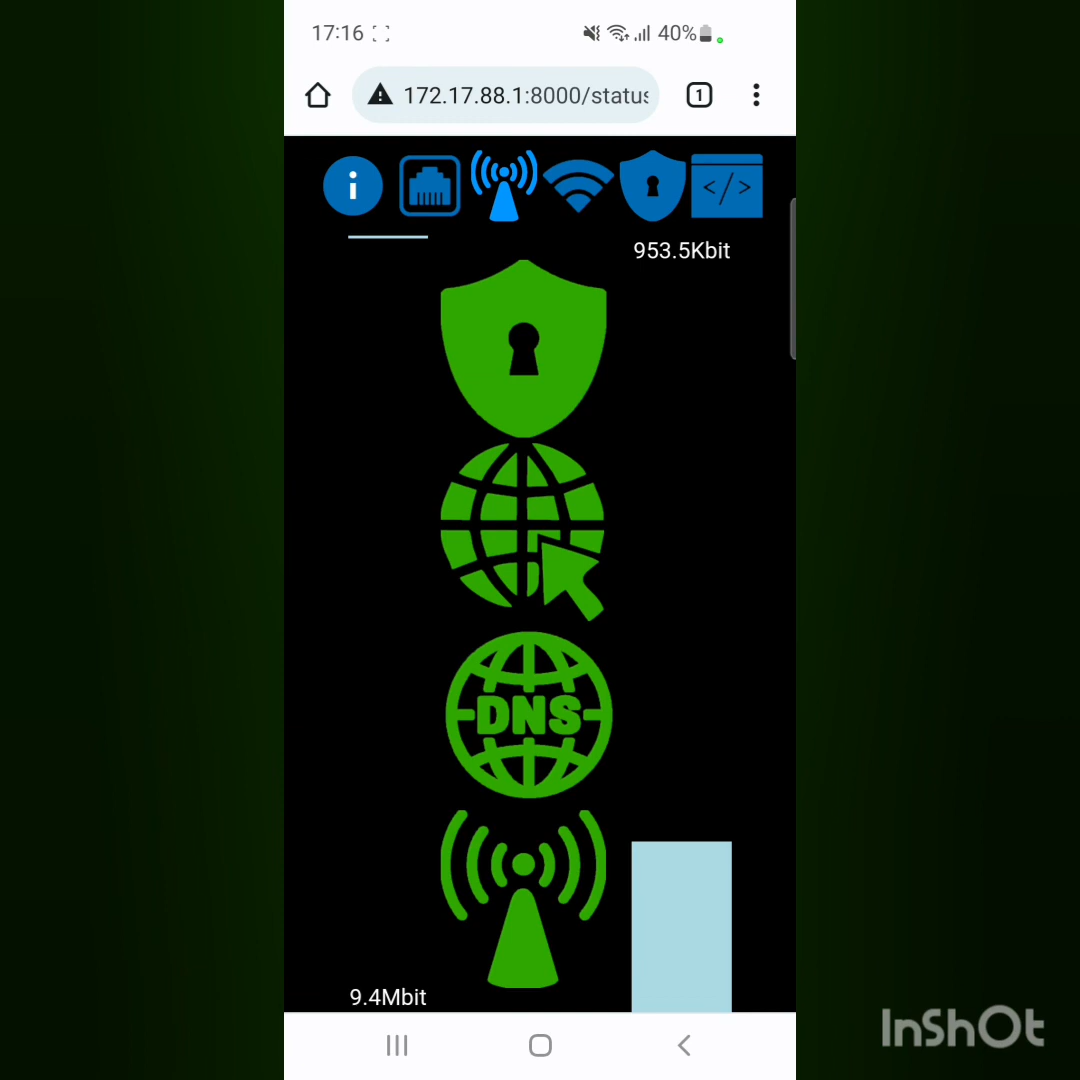 17:16 40%
172.17.88.1:8000/status
1
i
</>
953.5Kbit
DNS
9.4Mbit
InShOt